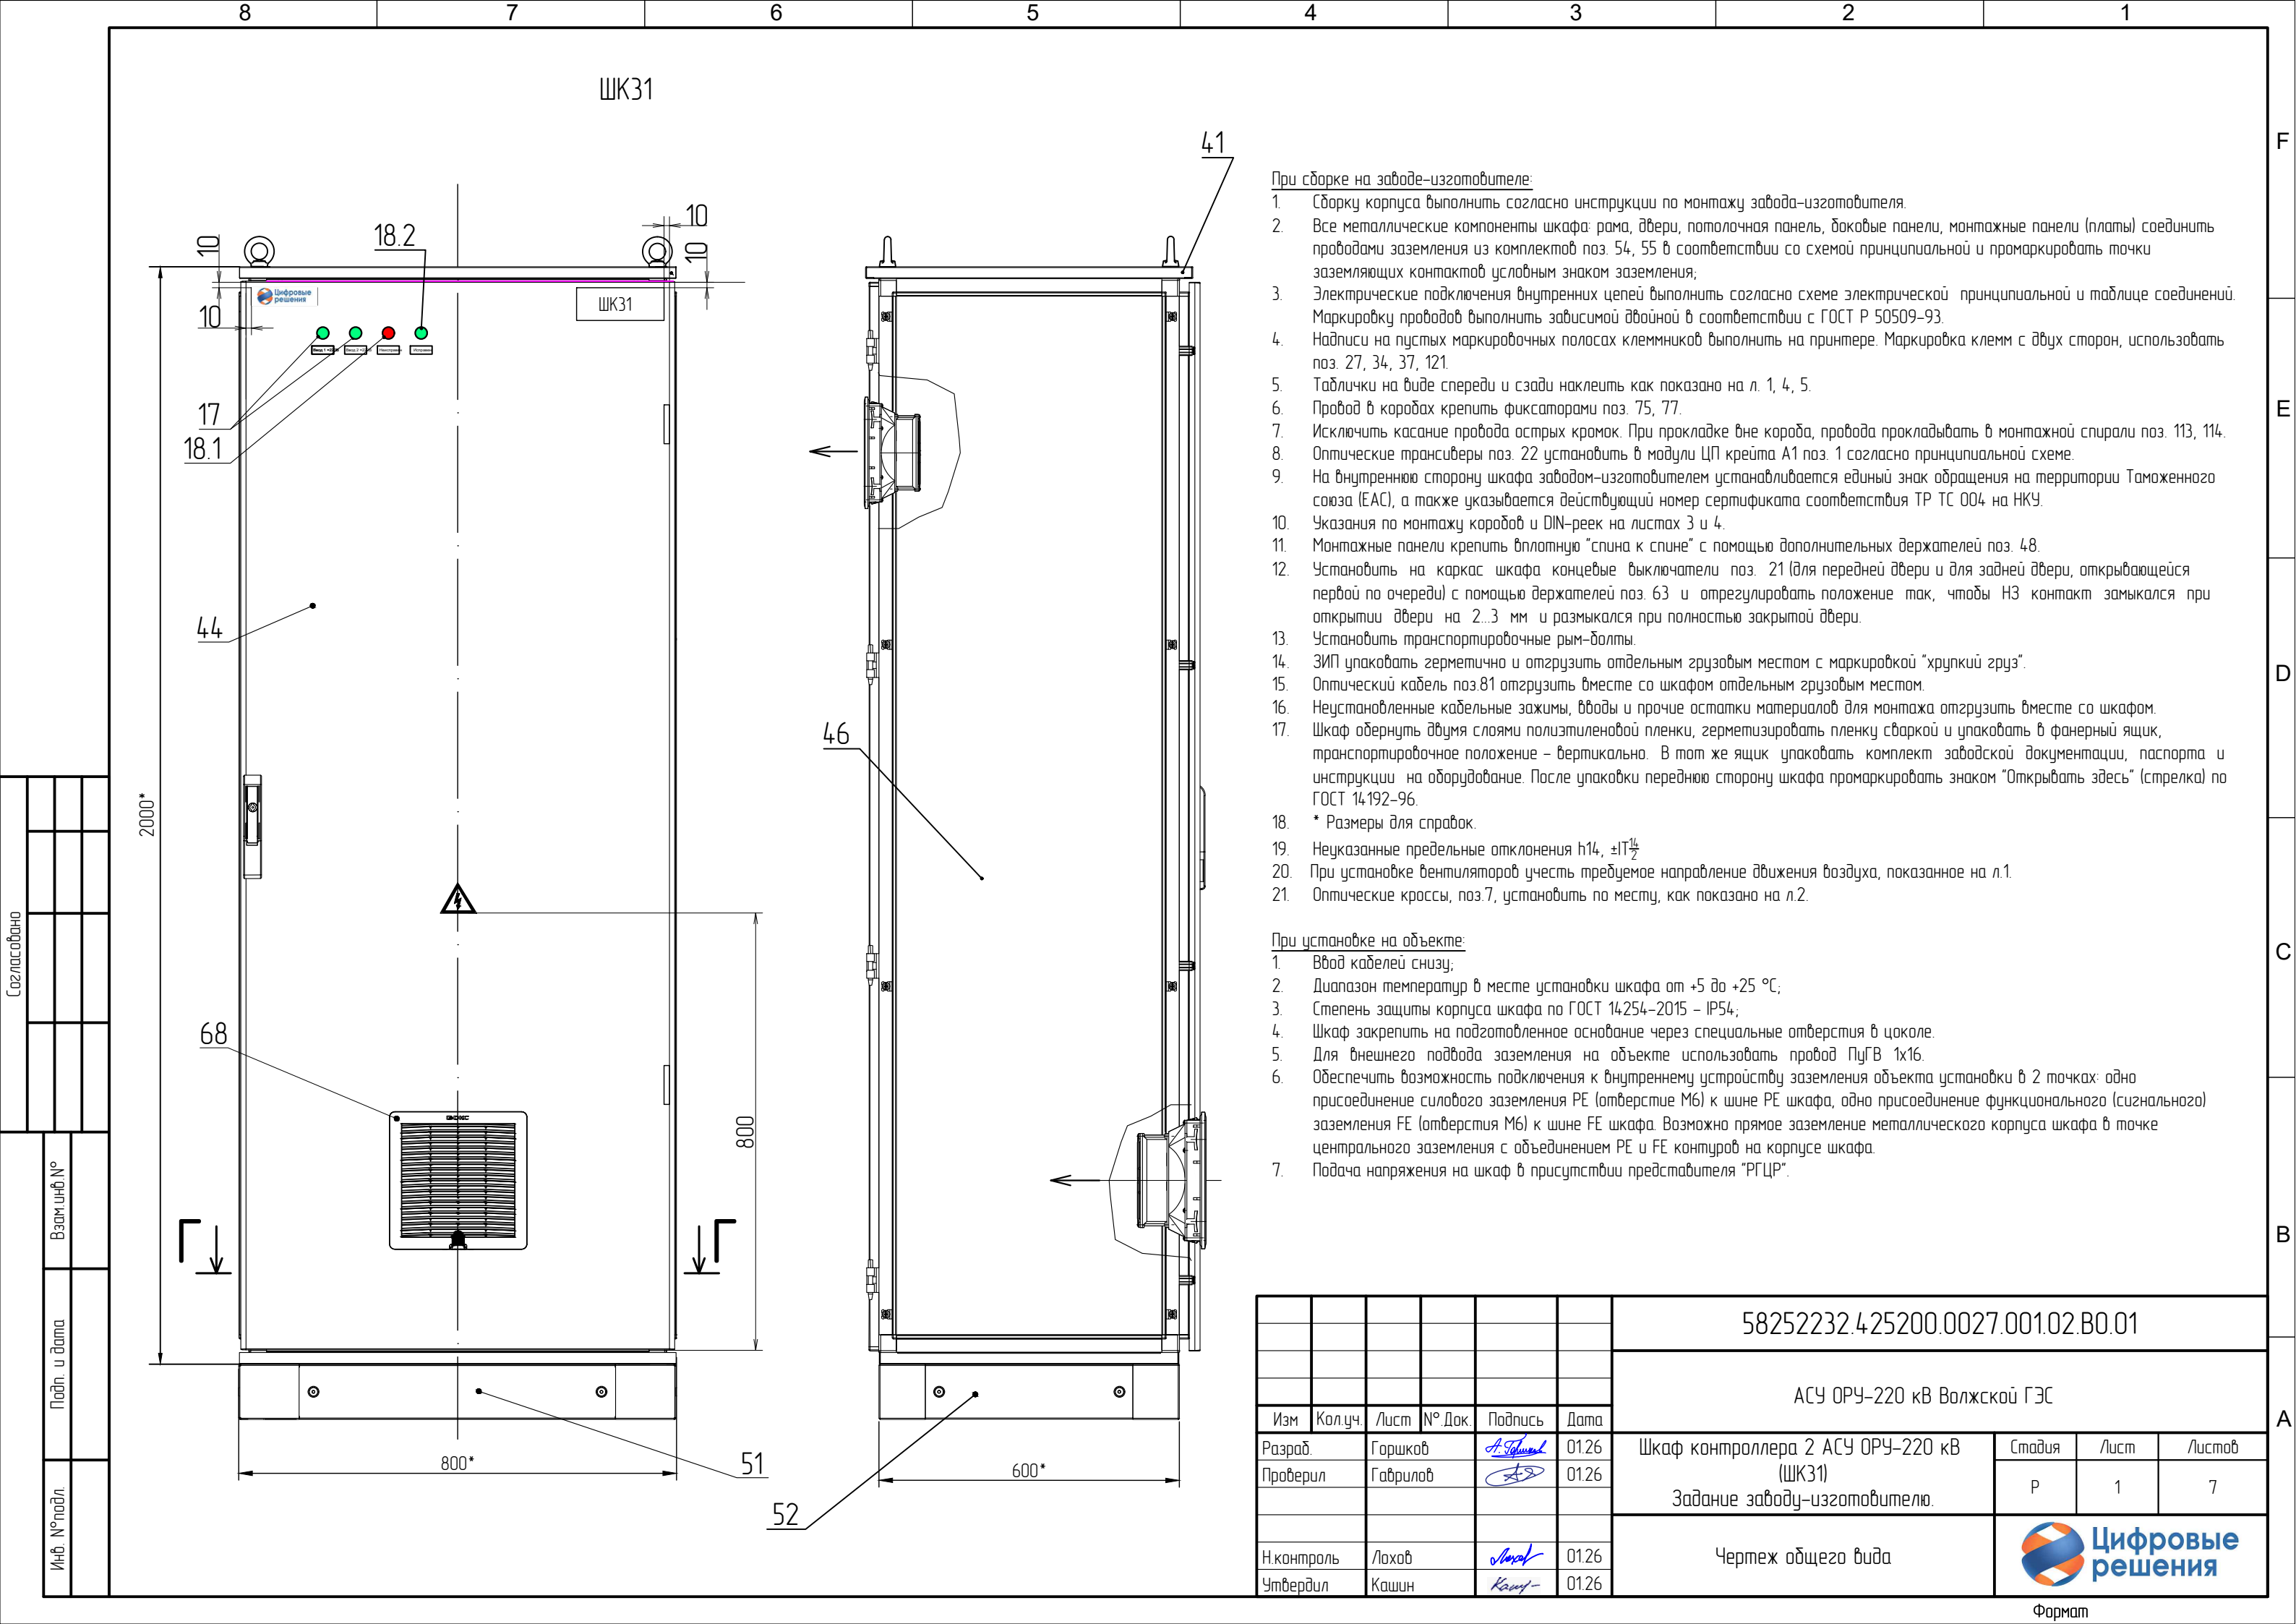 8 7 6 5 4 3 2 1
F
E
D
C
B
A
ШК31
41
10
10
10
18.2
10
Цифровые
решения
ШК31
17
18.1
44
46
2000*
68
800
Г Г
51
800*
600*
52
При сборке на заводе-изготовителе:
1. Сборку корпуса выполнить согласно инструкции по монтажу завода-изготовителя.
2. Все металлические компоненты шкафа: рама, двери, потолочная панель, боковые панели, монтажные панели (платы) соединить
проводами заземления из комплектов поз. 54, 55 в соответствии со схемой принципиальной и промаркировать точки
заземляющих контактов условным знаком заземления;
3. Электрические подключения внутренних цепей выполнить согласно схеме электрической принципиальной и таблице соединений.
Маркировку проводов выполнить зависимой двойной в соответствии с ГОСТ Р 50509-93.
4. Надписи на пустых маркировочных полосах клеммников выполнить на принтере. Маркировка клемм с двух сторон, использовать
поз. 27, 34, 37, 121.
5. Таблички на виде спереди и сзади наклеить как показано на л. 1, 4, 5.
6. Провод в коробах крепить фиксаторами поз. 75, 77.
7. Исключить касание провода острых кромок. При прокладке вне короба, провода прокладывать в монтажной спирали поз. 113, 114.
8. Оптические трансиверы поз. 22 установить в модули ЦП крейта А1 поз. 1 согласно принципиальной схеме.
9. На внутреннюю сторону шкафа заводом-изготовителем устанавливается единый знак обращения на территории Таможенного
союза (ЕАС), а также указывается действующий номер сертификата соответствия ТР ТС 004 на НКУ.
10. Указания по монтажу коробов и DIN-реек на листах 3 и 4.
11. Монтажные панели крепить вплотную "спина к спине" с помощью дополнительных держателей поз. 48.
12. Установить на каркас шкафа концевые выключатели поз. 21 (для передней двери и для задней двери, открывающейся
первой по очереди) с помощью держателей поз. 63 и отрегулировать положение так, чтобы НЗ контакт замыкался при
открытии двери на 2...3 мм и размыкался при полностью закрытой двери.
13. Установить транспортировочные рым-болты.
14. ЗИП упаковать герметично и отгрузить отдельным грузовым местом с маркировкой "хрупкий груз".
15. Оптический кабель поз.81 отгрузить вместе со шкафом отдельным грузовым местом.
16. Неустановленные кабельные зажимы, вводы и прочие остатки материалов для монтажа отгрузить вместе со шкафом.
17. Шкаф обернуть двумя слоями полиэтиленовой пленки, герметизировать пленку сваркой и упаковать в фанерный ящик,
транспортировочное положение - вертикально. В тот же ящик упаковать комплект заводской документации, паспорта и
инструкции на оборудование. После упаковки переднюю сторону шкафа промаркировать знаком "Открывать здесь" (стрелка) по
ГОСТ 14192-96.
18. * Размеры для справок.
19. Неуказанные предельные отклонения h14, ±IT14/2
20. При установке вентиляторов учесть требуемое направление движения воздуха, показанное на л.1.
21. Оптические кроссы, поз.7, установить по месту, как показано на л.2.
При установке на объекте:
1. Ввод кабелей снизу;
2. Диапазон температур в месте установки шкафа от +5 до +25 °С;
3. Степень защиты корпуса шкафа по ГОСТ 14254-2015 - IP54;
4. Шкаф закрепить на подготовленное основание через специальные отверстия в цоколе.
5. Для внешнего подвода заземления на объекте использовать провод ПуГВ 1х16.
6. Обеспечить возможность подключения к внутреннему устройству заземления объекта установки в 2 точках: одно
присоединение силового заземления PE (отверстие М6) к шине PE шкафа, одно присоединение функционального (сигнального)
заземления FE (отверстия М6) к шине FE шкафа. Возможно прямое заземление металлического корпуса шкафа в точке
центрального заземления с объединением PE и FE контуров на корпусе шкафа.
7. Подача напряжения на шкаф в присутствии представителя "РГЦР".
Согласовано
Взам.инв.№
Подп. и дата
Инв. №подл.
58252232.425200.0027.001.02.В0.01
АСУ ОРУ-220 кВ Волжской ГЭС
Изм Кол.уч. Лист №.Док. Подпись Дата
Разраб. Горшков 01.26
Проверил Гаврилов 01.26
Н.контроль Лохов 01.26
Утвердил Кашин 01.26
Шкаф контроллера 2 АСУ ОРУ-220 кВ
(ШК31)
Задание заводу-изготовителю.
Стадия Лист Листов
Р 1 7
Чертеж общего вида
Цифровые
решения
Формат